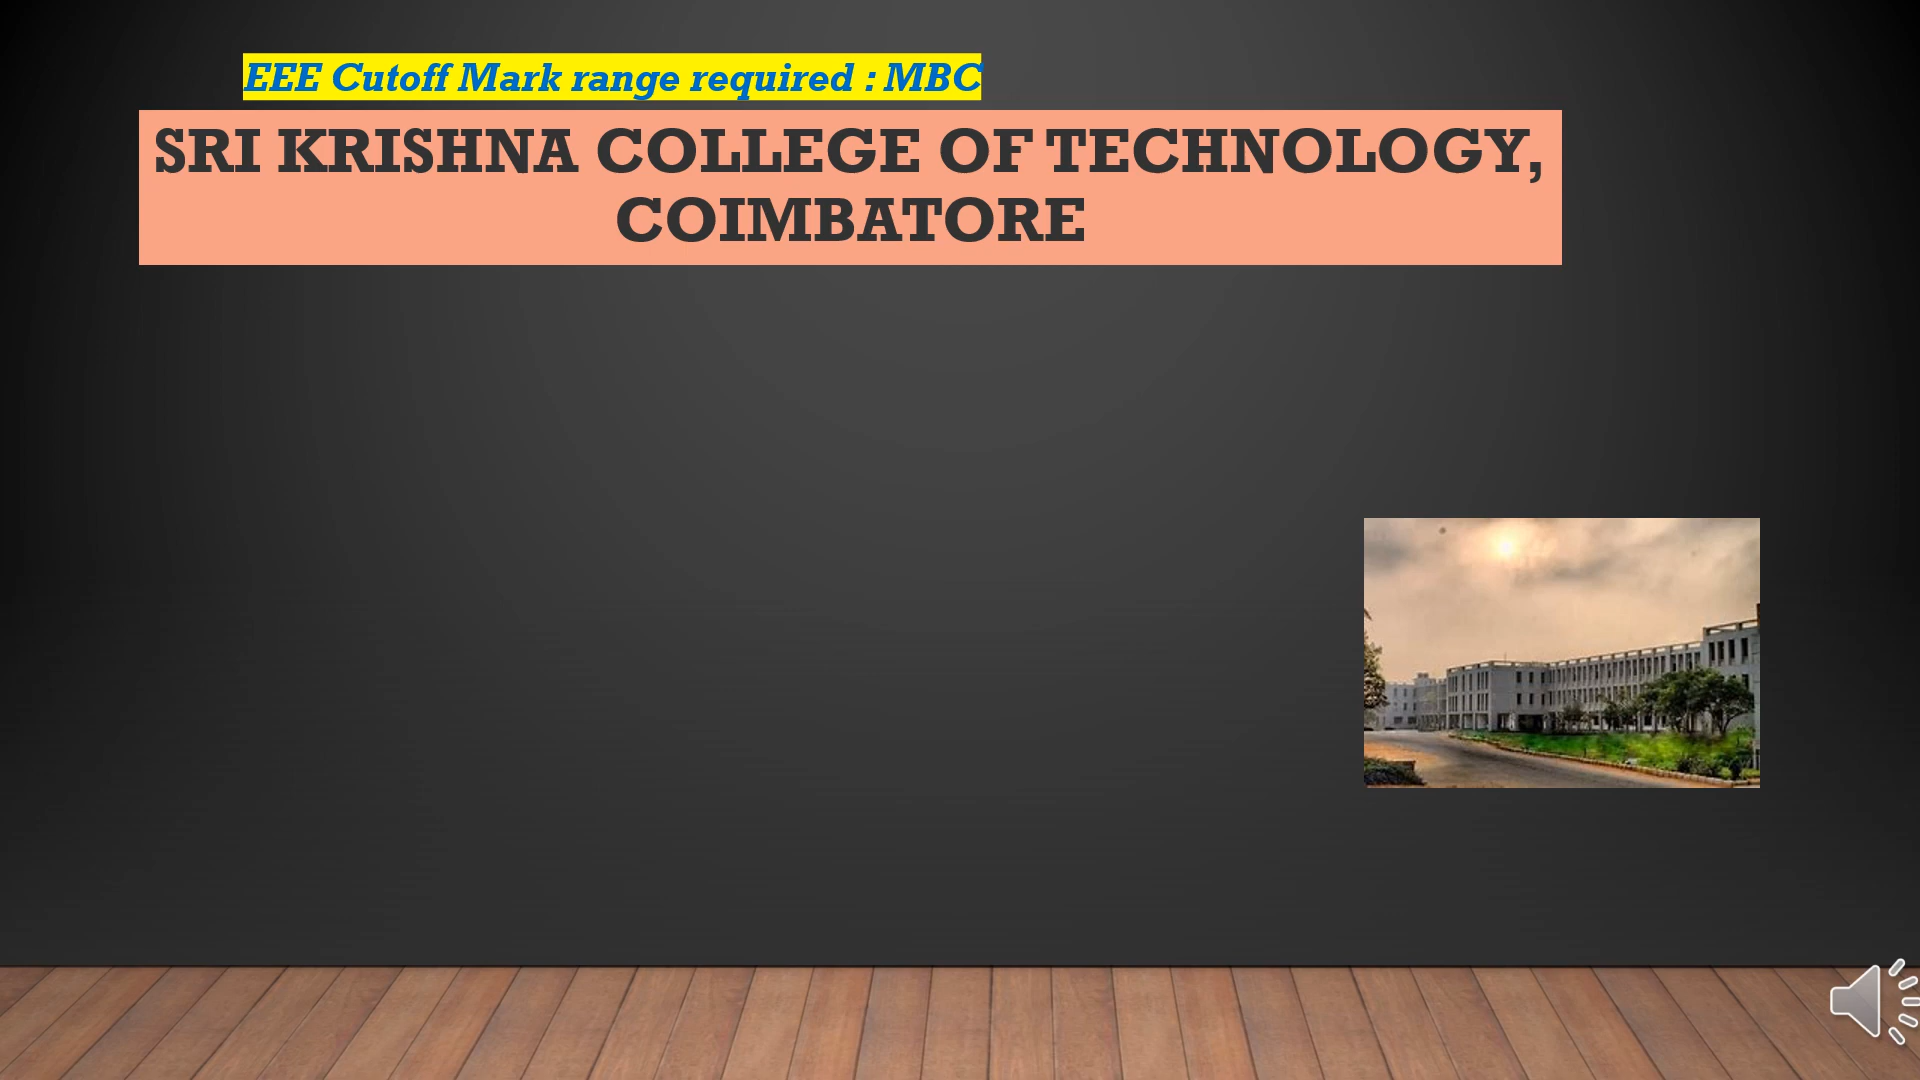 EEE Cutoff Mark range required : MBC
SRI KRISHNA COLLEGE OF TECHNOLOGY,
COIMBATORE